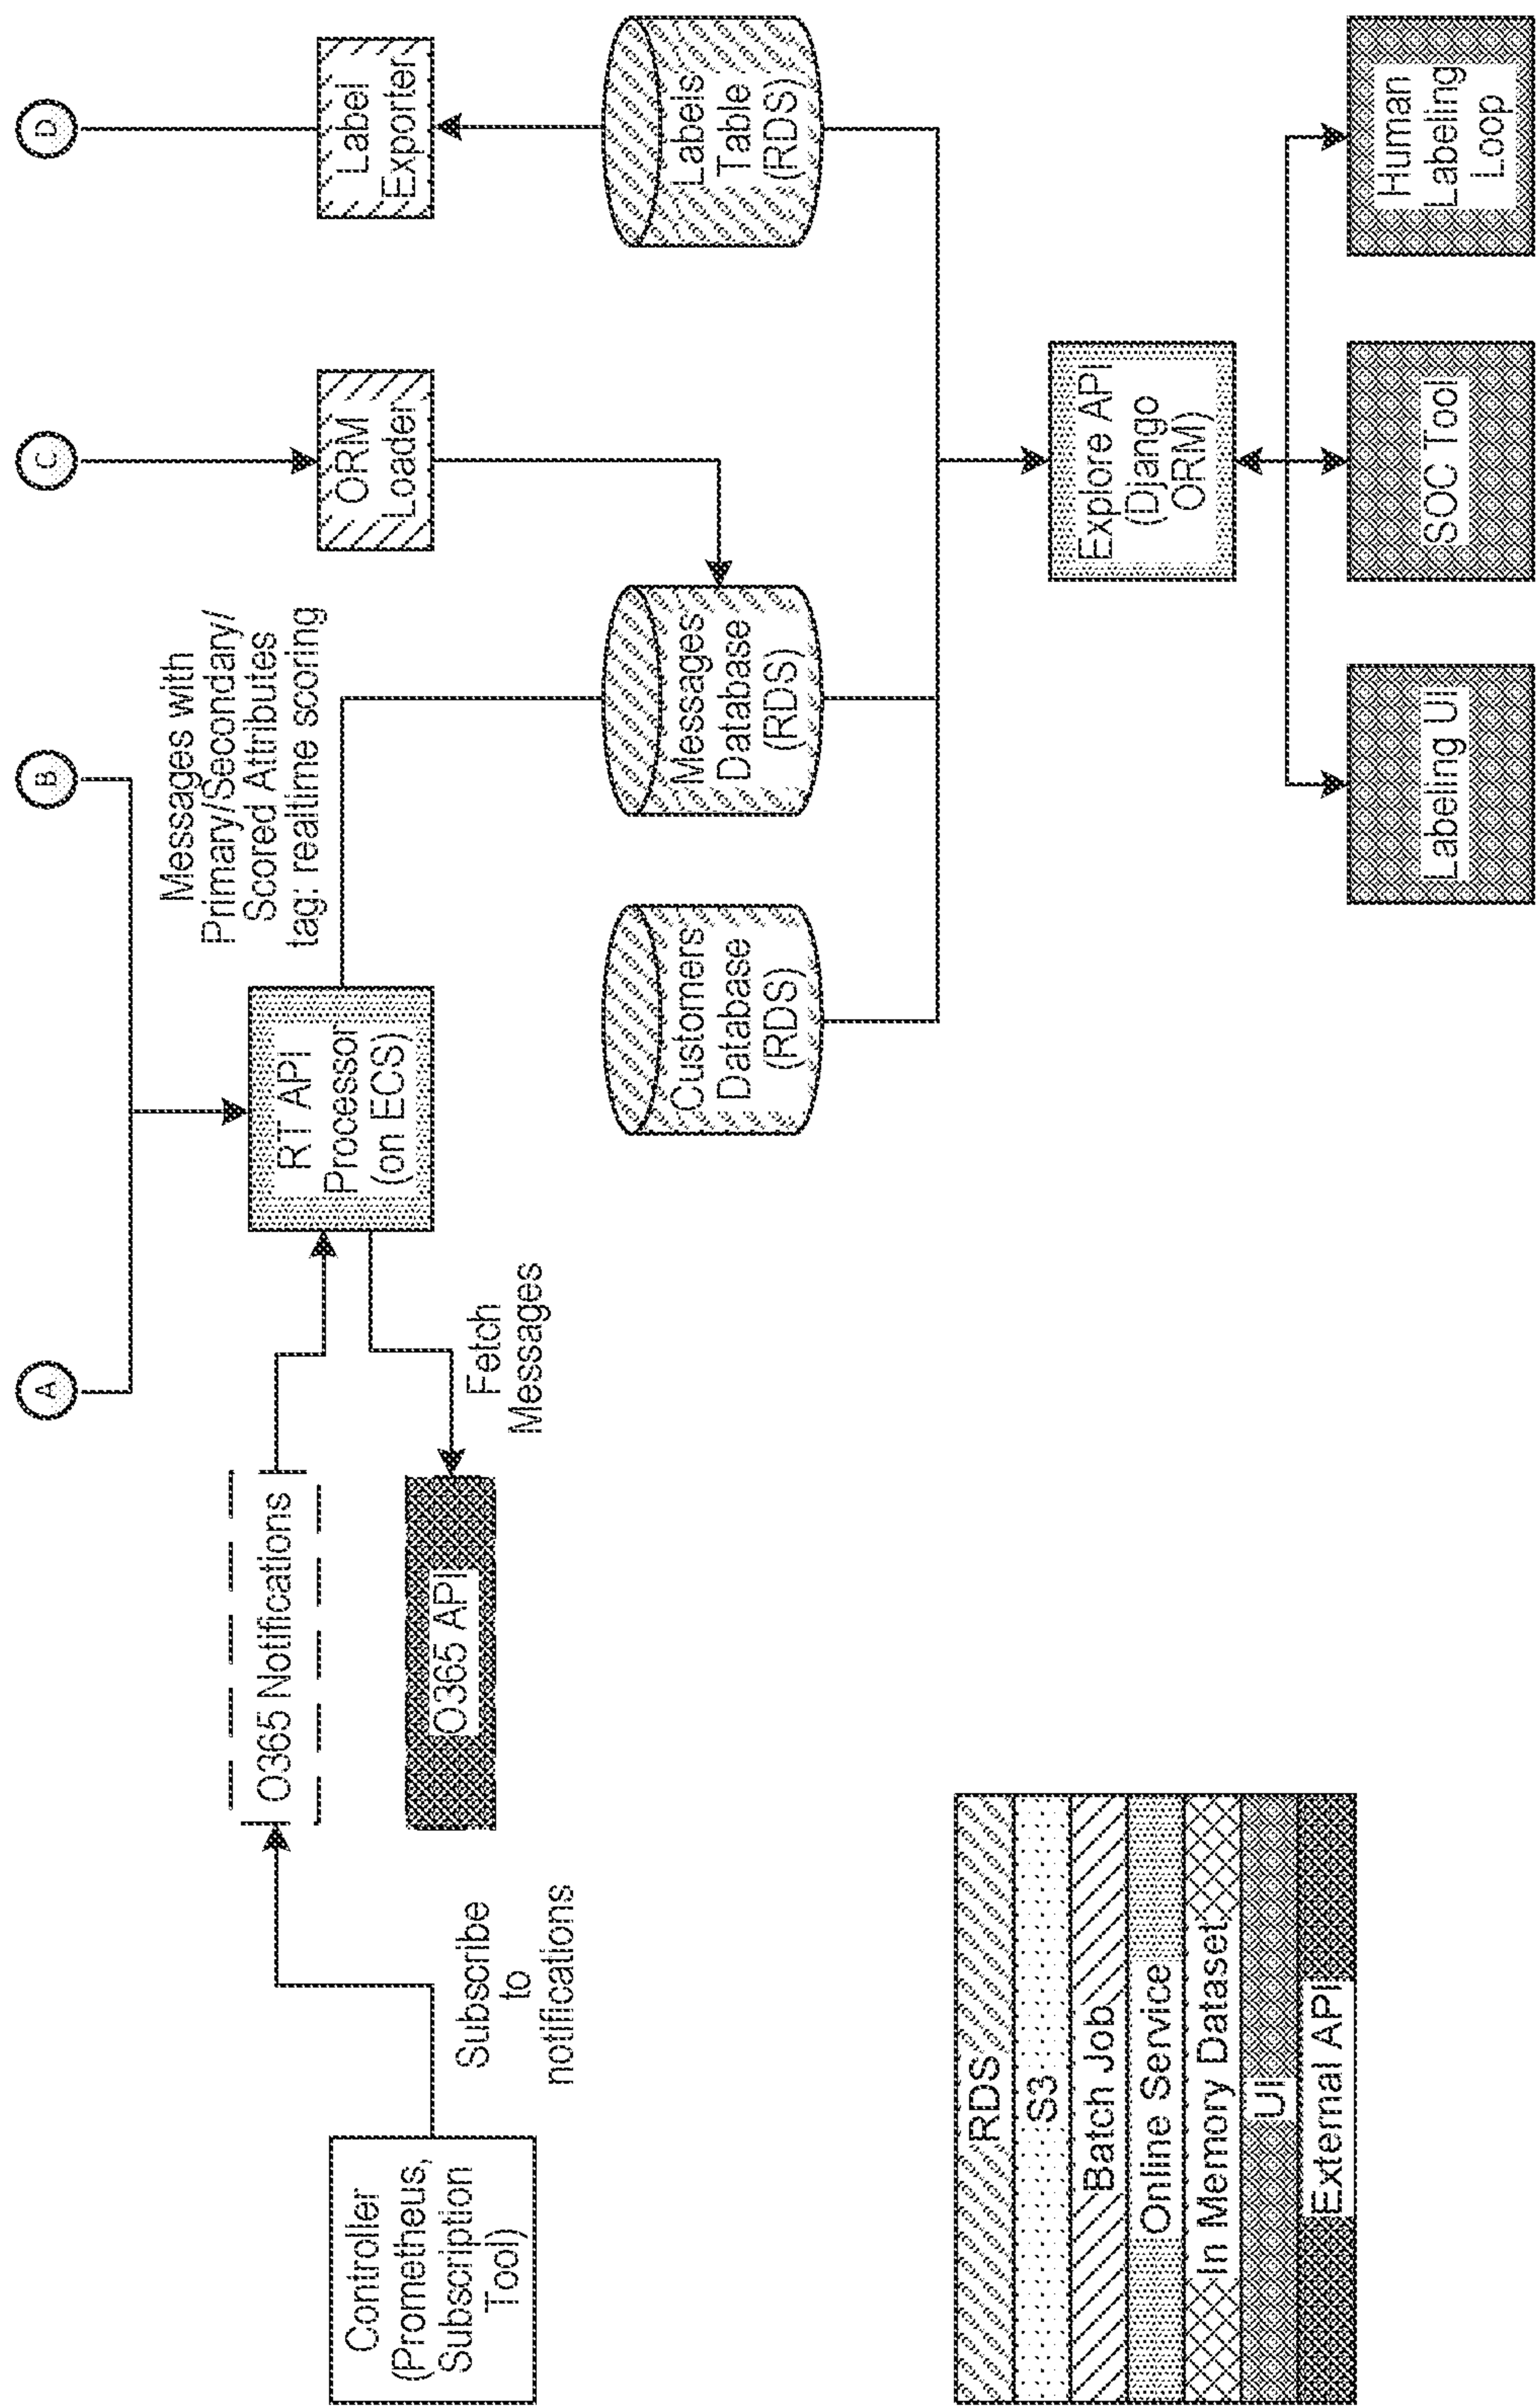 A
B
C
D
Messages with
Primary/Secondary/
Scored Attributes
tag: realtime scoring
Controller
(Prometheus,
Subscription
Tool)
Subscribe
to
notifications
O365 Notifications
O365 API
Fetch
Messages
RT API
Processor
(on ECS)
ORM
Loader
Label
Exporter
Customers
Database
(RDS)
Messages
Database
(RDS)
Labels
Table
(RDS)
Explore API
(Django
ORM)
Labeling UI
SOC Tool
Human
Labeling
Loop
RDS
S3
Batch Job
Online Service
In Memory Dataset
UI
External API